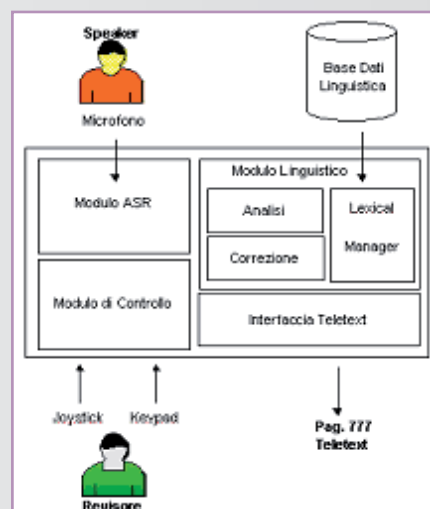 Speaker
Microfono
Base Dati
Linguistica
Modulo ASR
Modulo Linguistico
Analisi
Correzione
Lexical
Manager
Modulo di Controllo
Interfaccia Teletext
Joystick
Keypad
Pag. 777
Teletext
Revisore